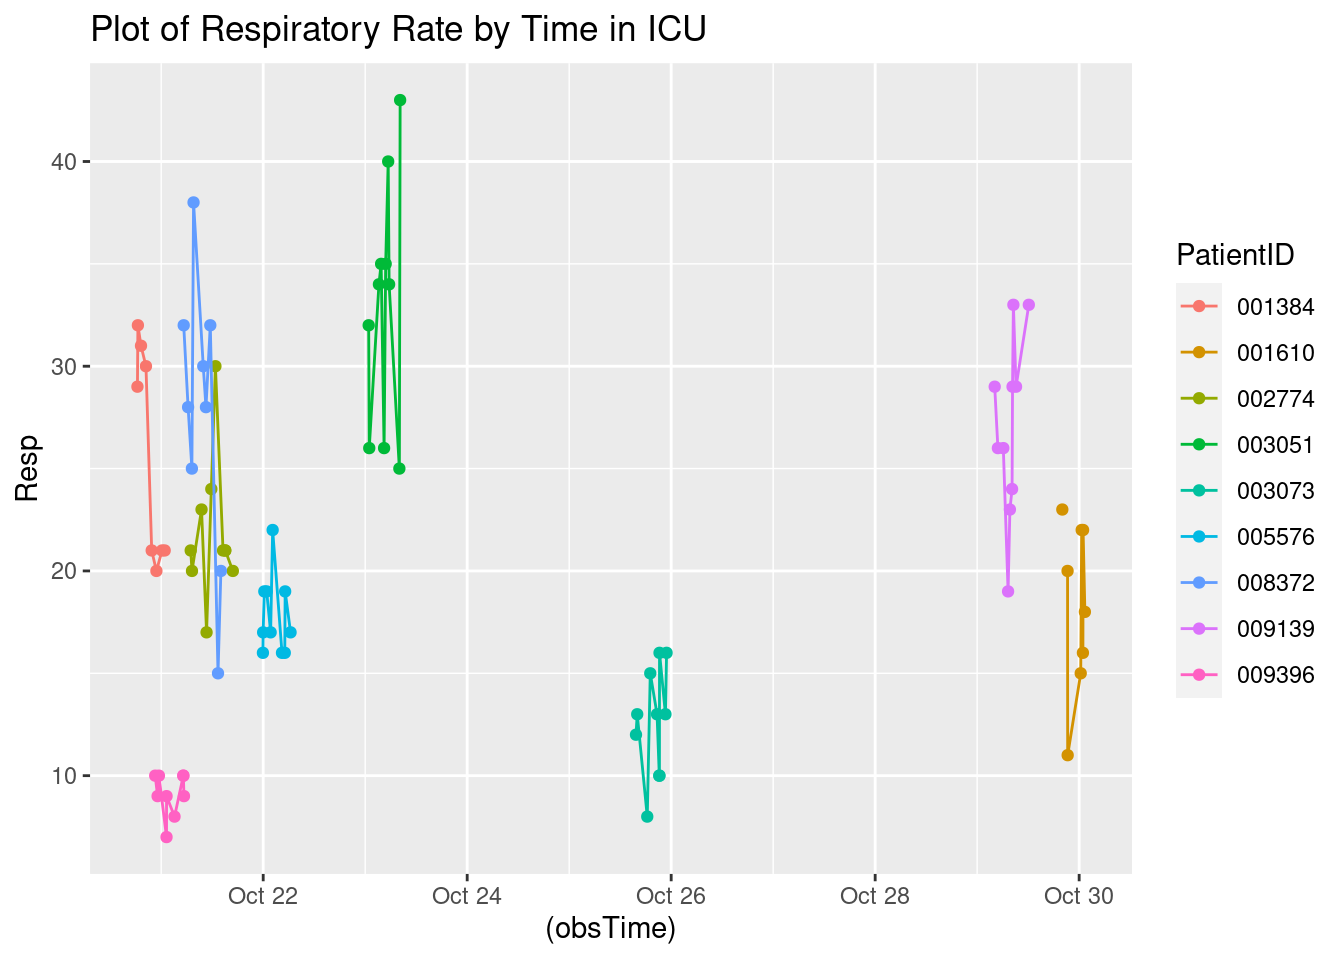 Plot of Respiratory Rate by Time in ICU
40
30
20
10
Resp
Oct 22
Oct 24
Oct 26
Oct 28
Oct 30
(obsTime)
PatientID
001384
001610
002774
003051
003073
005576
008372
009139
009396